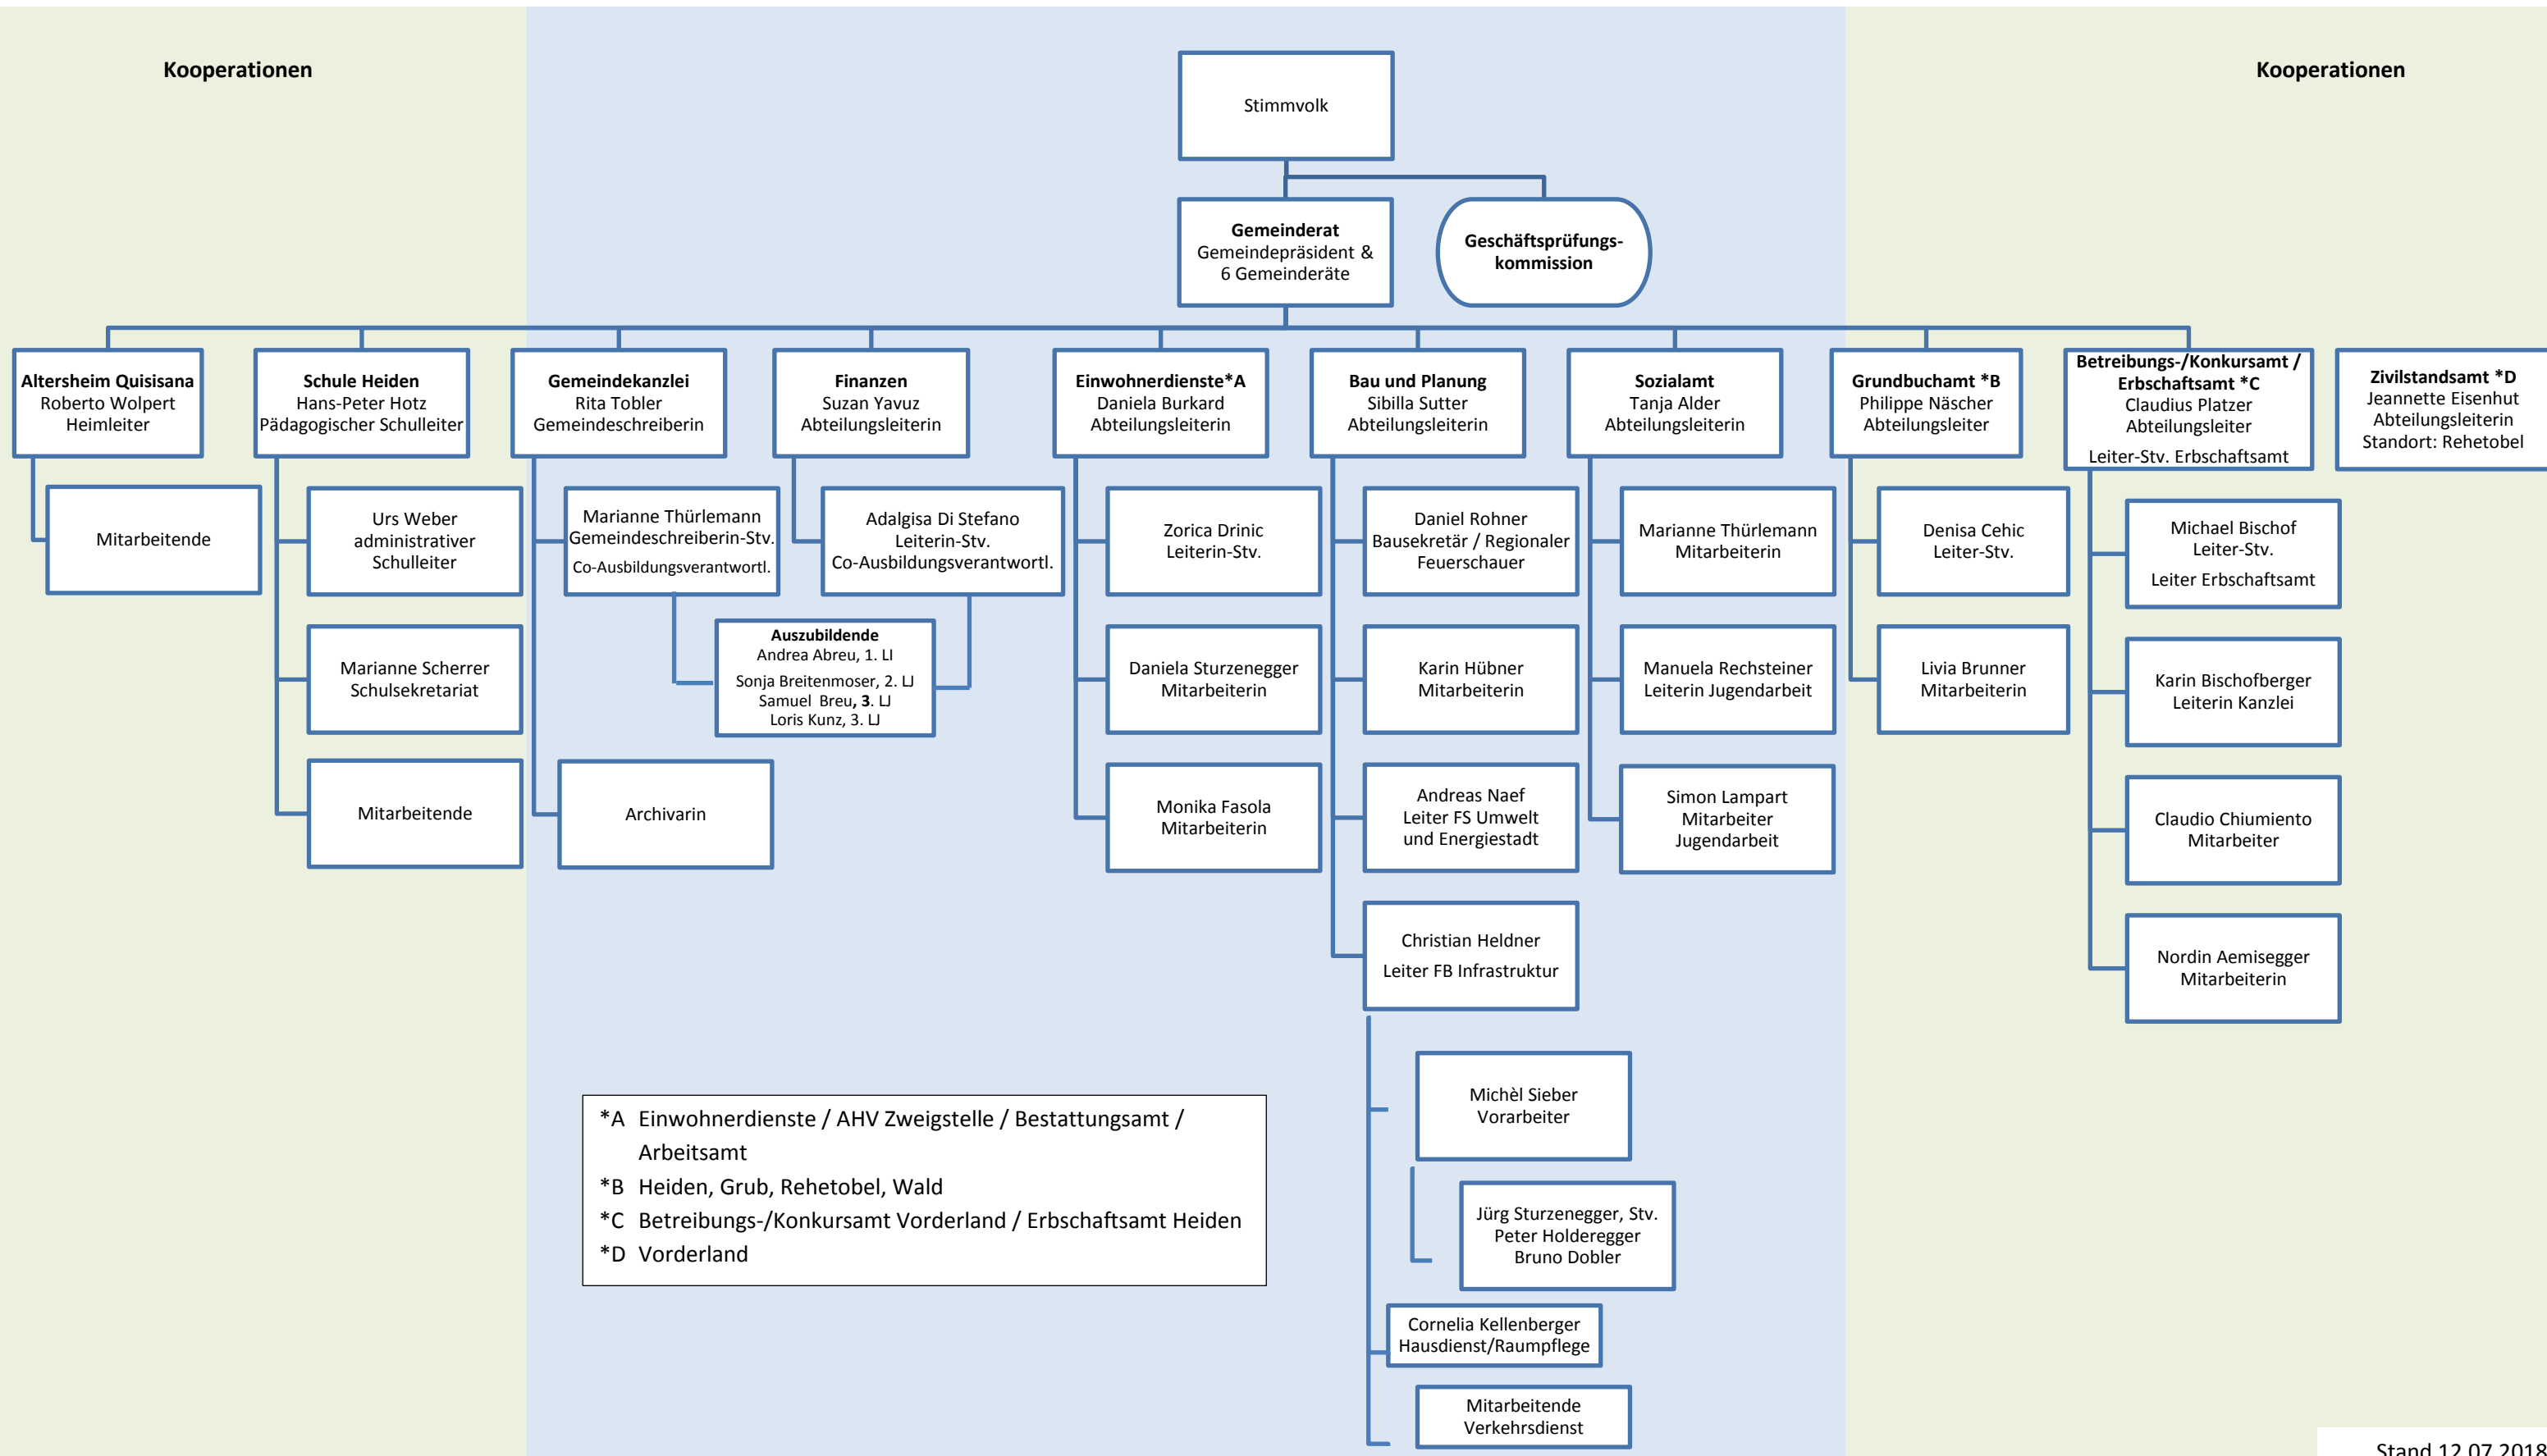 Kooperationen
Kooperationen
Stimmvolk
Gemeinderat
Gemeindepräsident &
6 Gemeinderäte
Geschäftsprüfungs-
kommission
Altersheim Quisisana
Roberto Wolpert
Heimleiter
Schule Heiden
Hans-Peter Hotz
Pädagogischer Schulleiter
Gemeindekanzlei
Rita Tobler
Gemeindeschreiberin
Finanzen
Suzan Yavuz
Abteilungsleiterin
Einwohnerdienste*A
Daniela Burkard
Abteilungsleiterin
Bau und Planung
Sibilla Sutter
Abteilungsleiterin
Sozialamt
Tanja Alder
Abteilungsleiterin
Grundbuchamt *B
Philippe Näscher
Abteilungsleiter
Betreibungs-/Konkursamt /
Erbschaftsamt *C
Claudius Platzer
Abteilungsleiter
Leiter-Stv. Erbschaftsamt
Zivilstandsamt *D
Jeannette Eisenhut
Abteilungsleiterin
Standort: Rehetobel
Mitarbeitende
Urs Weber
administrativer
Schulleiter
Marianne Scherrer
Schulsekretariat
Mitarbeitende
Marianne Thürlemann
Gemeindeschreiberin-Stv.
Co-Ausbildungsverantwortl.
Archivarin
Adalgisa Di Stefano
Leiterin-Stv.
Co-Ausbildungsverantwortl.
Auszubildende
Andrea Abreu, 1. LI
Sonja Breitenmoser, 2. LJ
Samuel Breu, 3. LJ
Loris Kunz, 3. LJ
Zorica Drinic
Leiterin-Stv.
Daniela Sturzenegger
Mitarbeiterin
Monika Fasola
Mitarbeiterin
Daniel Rohner
Bausekretär / Regionaler
Feuerschauer
Karin Hübner
Mitarbeiterin
Andreas Naef
Leiter FS Umwelt
und Energiestadt
Christian Heldner
Leiter FB Infrastruktur
Michèl Sieber
Vorarbeiter
Jürg Sturzenegger, Stv.
Peter Holderegger
Bruno Dobler
Cornelia Kellenberger
Hausdienst/Raumpflege
Mitarbeitende
Verkehrsdienst
Marianne Thürlemann
Mitarbeiterin
Manuela Rechsteiner
Leiterin Jugendarbeit
Simon Lampart
Mitarbeiter
Jugendarbeit
Denisa Cehic
Leiter-Stv.
Livia Brunner
Mitarbeiterin
Michael Bischof
Leiter-Stv.
Leiter Erbschaftsamt
Karin Bischofberger
Leiterin Kanzlei
Claudio Chiumiento
Mitarbeiter
Nordin Aemisegger
Mitarbeiterin
*A Einwohnerdienste / AHV Zweigstelle / Bestattungsamt /
Arbeitsamt
*B Heiden, Grub, Rehetobel, Wald
*C Betreibungs-/Konkursamt Vorderland / Erbschaftsamt Heiden
*D Vorderland
Stand 12.07.2018